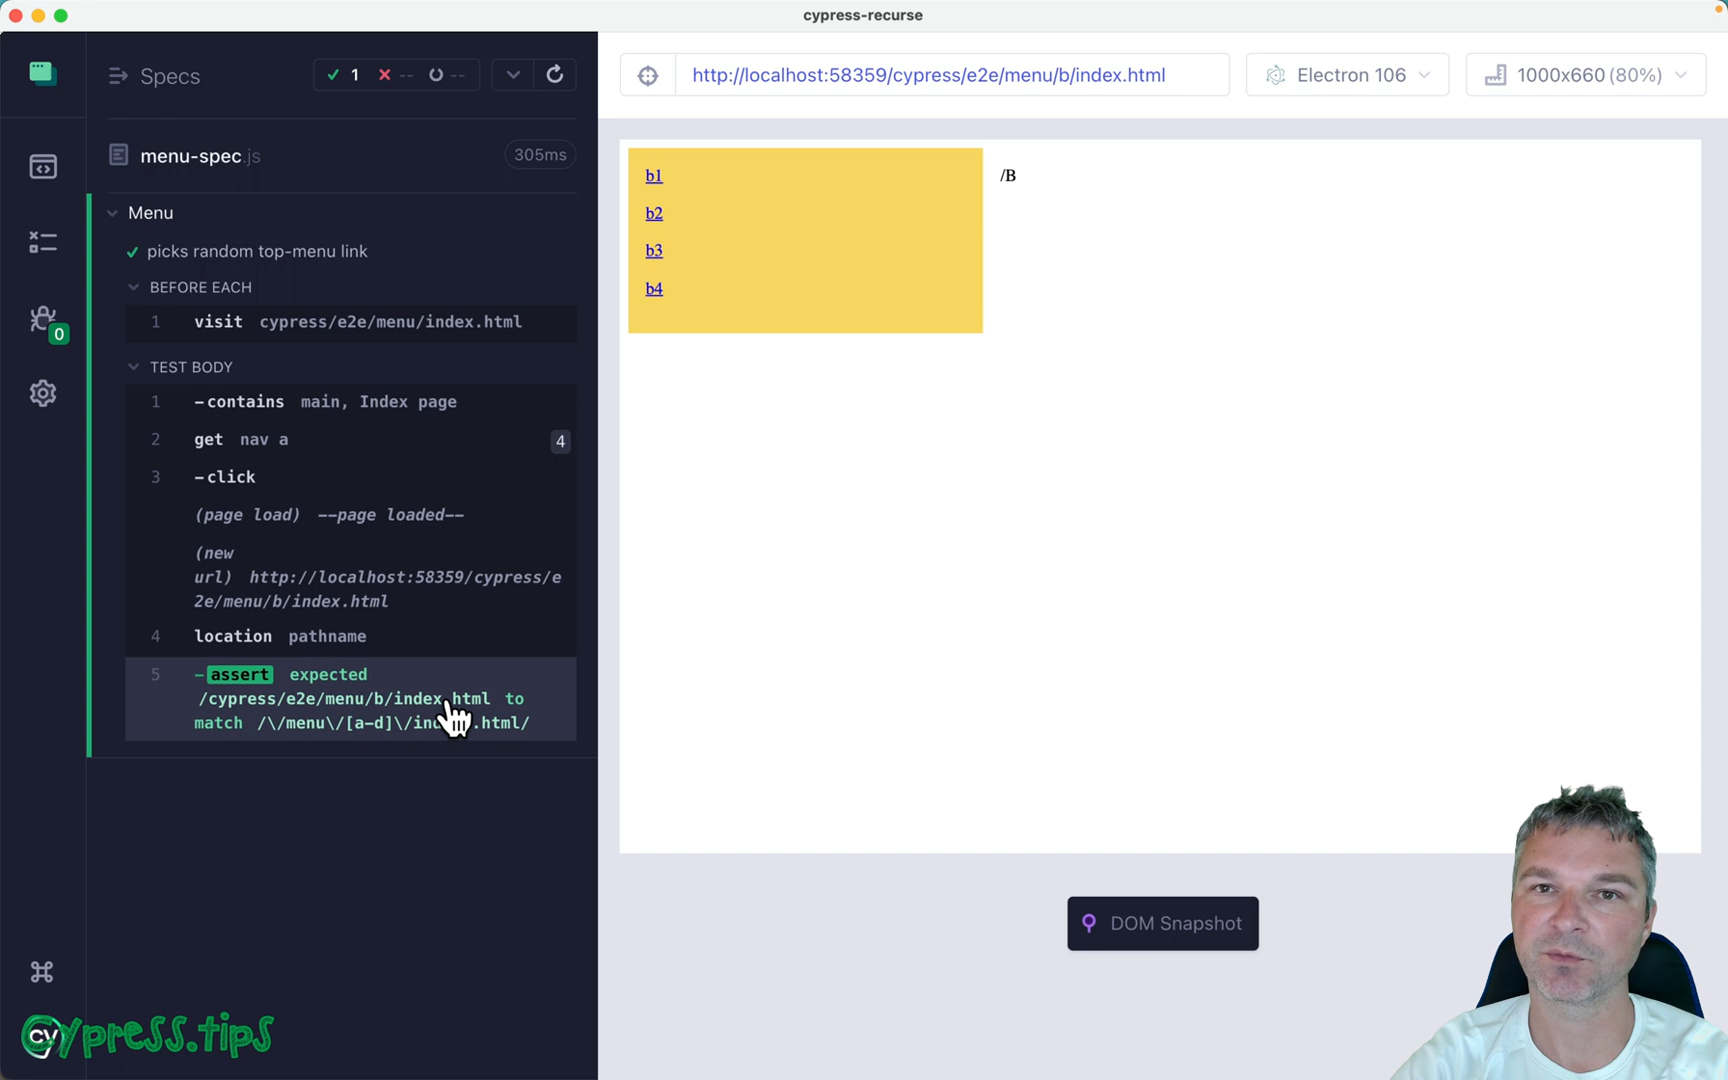 cypress-recurse
Specs
1 -- --
http://localhost:58359/cypress/e2e/menu/b/index.html
Electron 106
1000x660 (80%)
menu-spec.js
305ms
Menu
picks random top-menu link
BEFORE EACH
1 visit cypress/e2e/menu/index.html
TEST BODY
1 -contains main, Index page
2 get nav a 4
3 -click
(page load) --page loaded--
(new
url) http://localhost:58359/cypress/e
2e/menu/b/index.html
4 location pathname
5 -assert expected
/cypress/e2e/menu/b/index.html to
match /\/menu\/[a-d]\/in .html/
0
b1
b2
b3
b4
/B
DOM Snapshot
cy
Cypress.tips